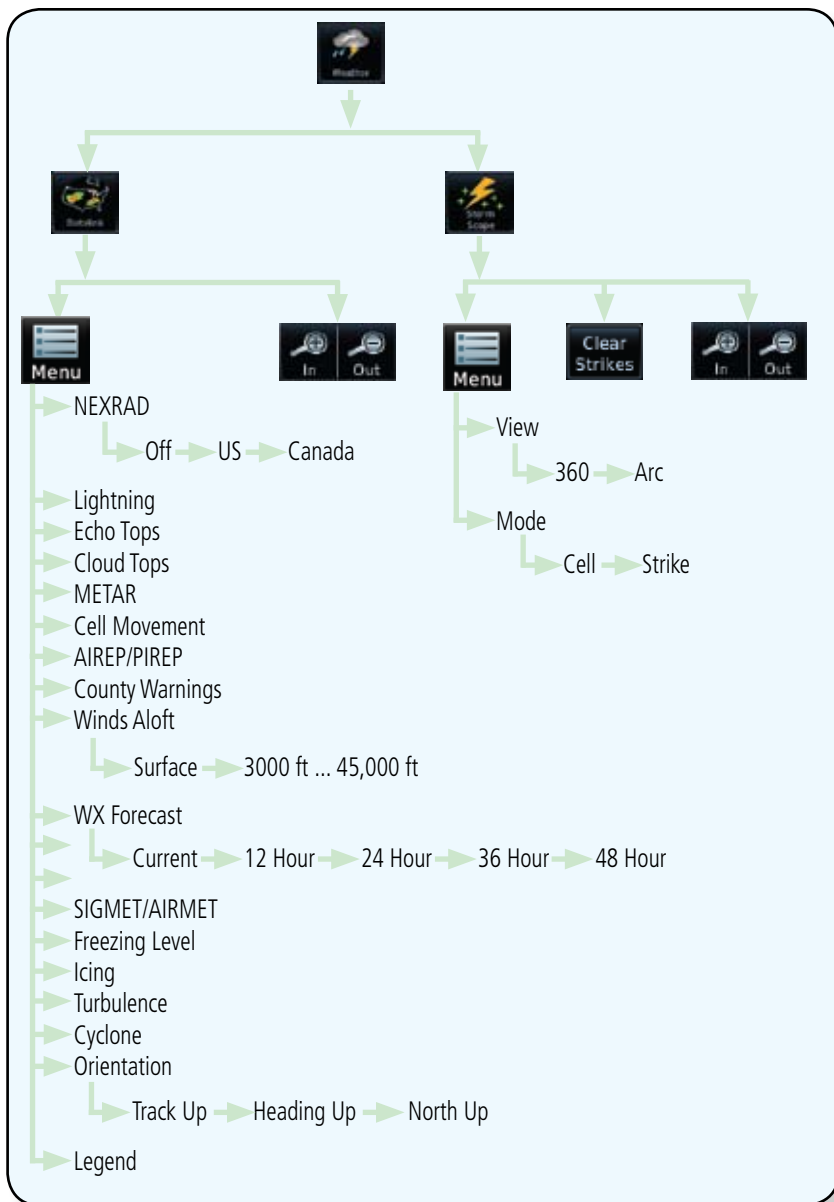 Weather
Datalink
Storm
Scope
Menu
In
Out
Menu
Clear
Strikes
In
Out
NEXRAD
Off
US
Canada
View
360
Arc
Lightning
Echo Tops
Cloud Tops
METAR
Cell Movement
AIREP/PIREP
County Warnings
Winds Aloft
Mode
Cell
Strike
Surface
3000 ft ... 45,000 ft
WX Forecast
Current
12 Hour
24 Hour
36 Hour
48 Hour
SIGMET/AIRMET
Freezing Level
Icing
Turbulence
Cyclone
Orientation
Track Up
Heading Up
North Up
Legend